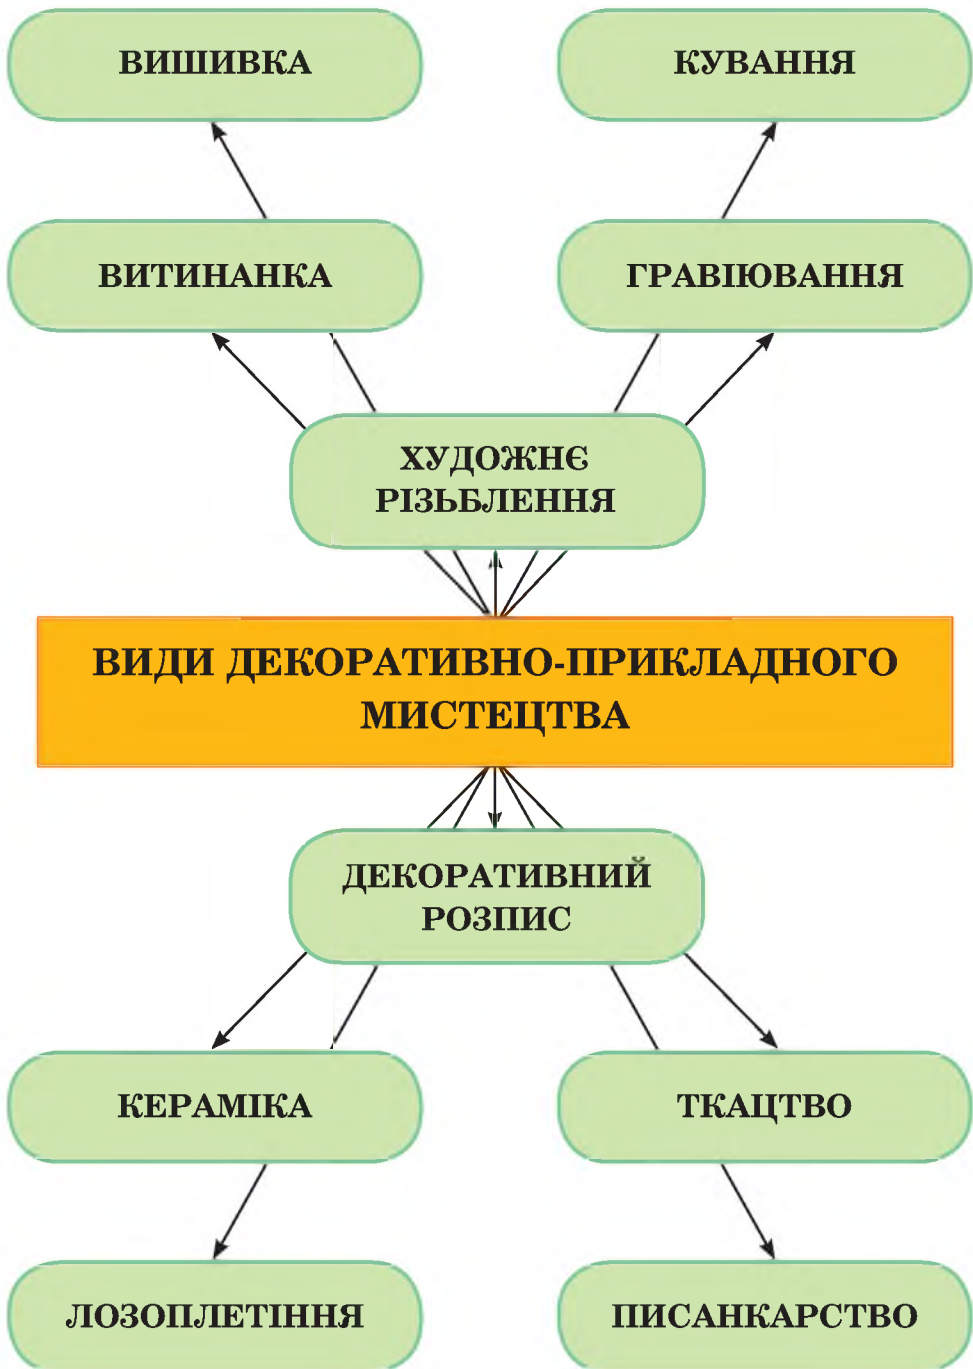 ВИШИВКА
КУВАННЯ
ВИТИНАНКА
ГРАВІЮВАННЯ
ХУДОЖНЄ
РІЗЬБЛЕННЯ
ВИДИ ДЕКОРАТИВНО-ПРИКЛАДНОГО
МИСТЕЦТВА
ДЕКОРАТИВНИЙ
РОЗПИС
КЕРАМІКА
ТКАЦТВО
ЛОЗОПЛЕТІННЯ
ПИСАНКАРСТВО